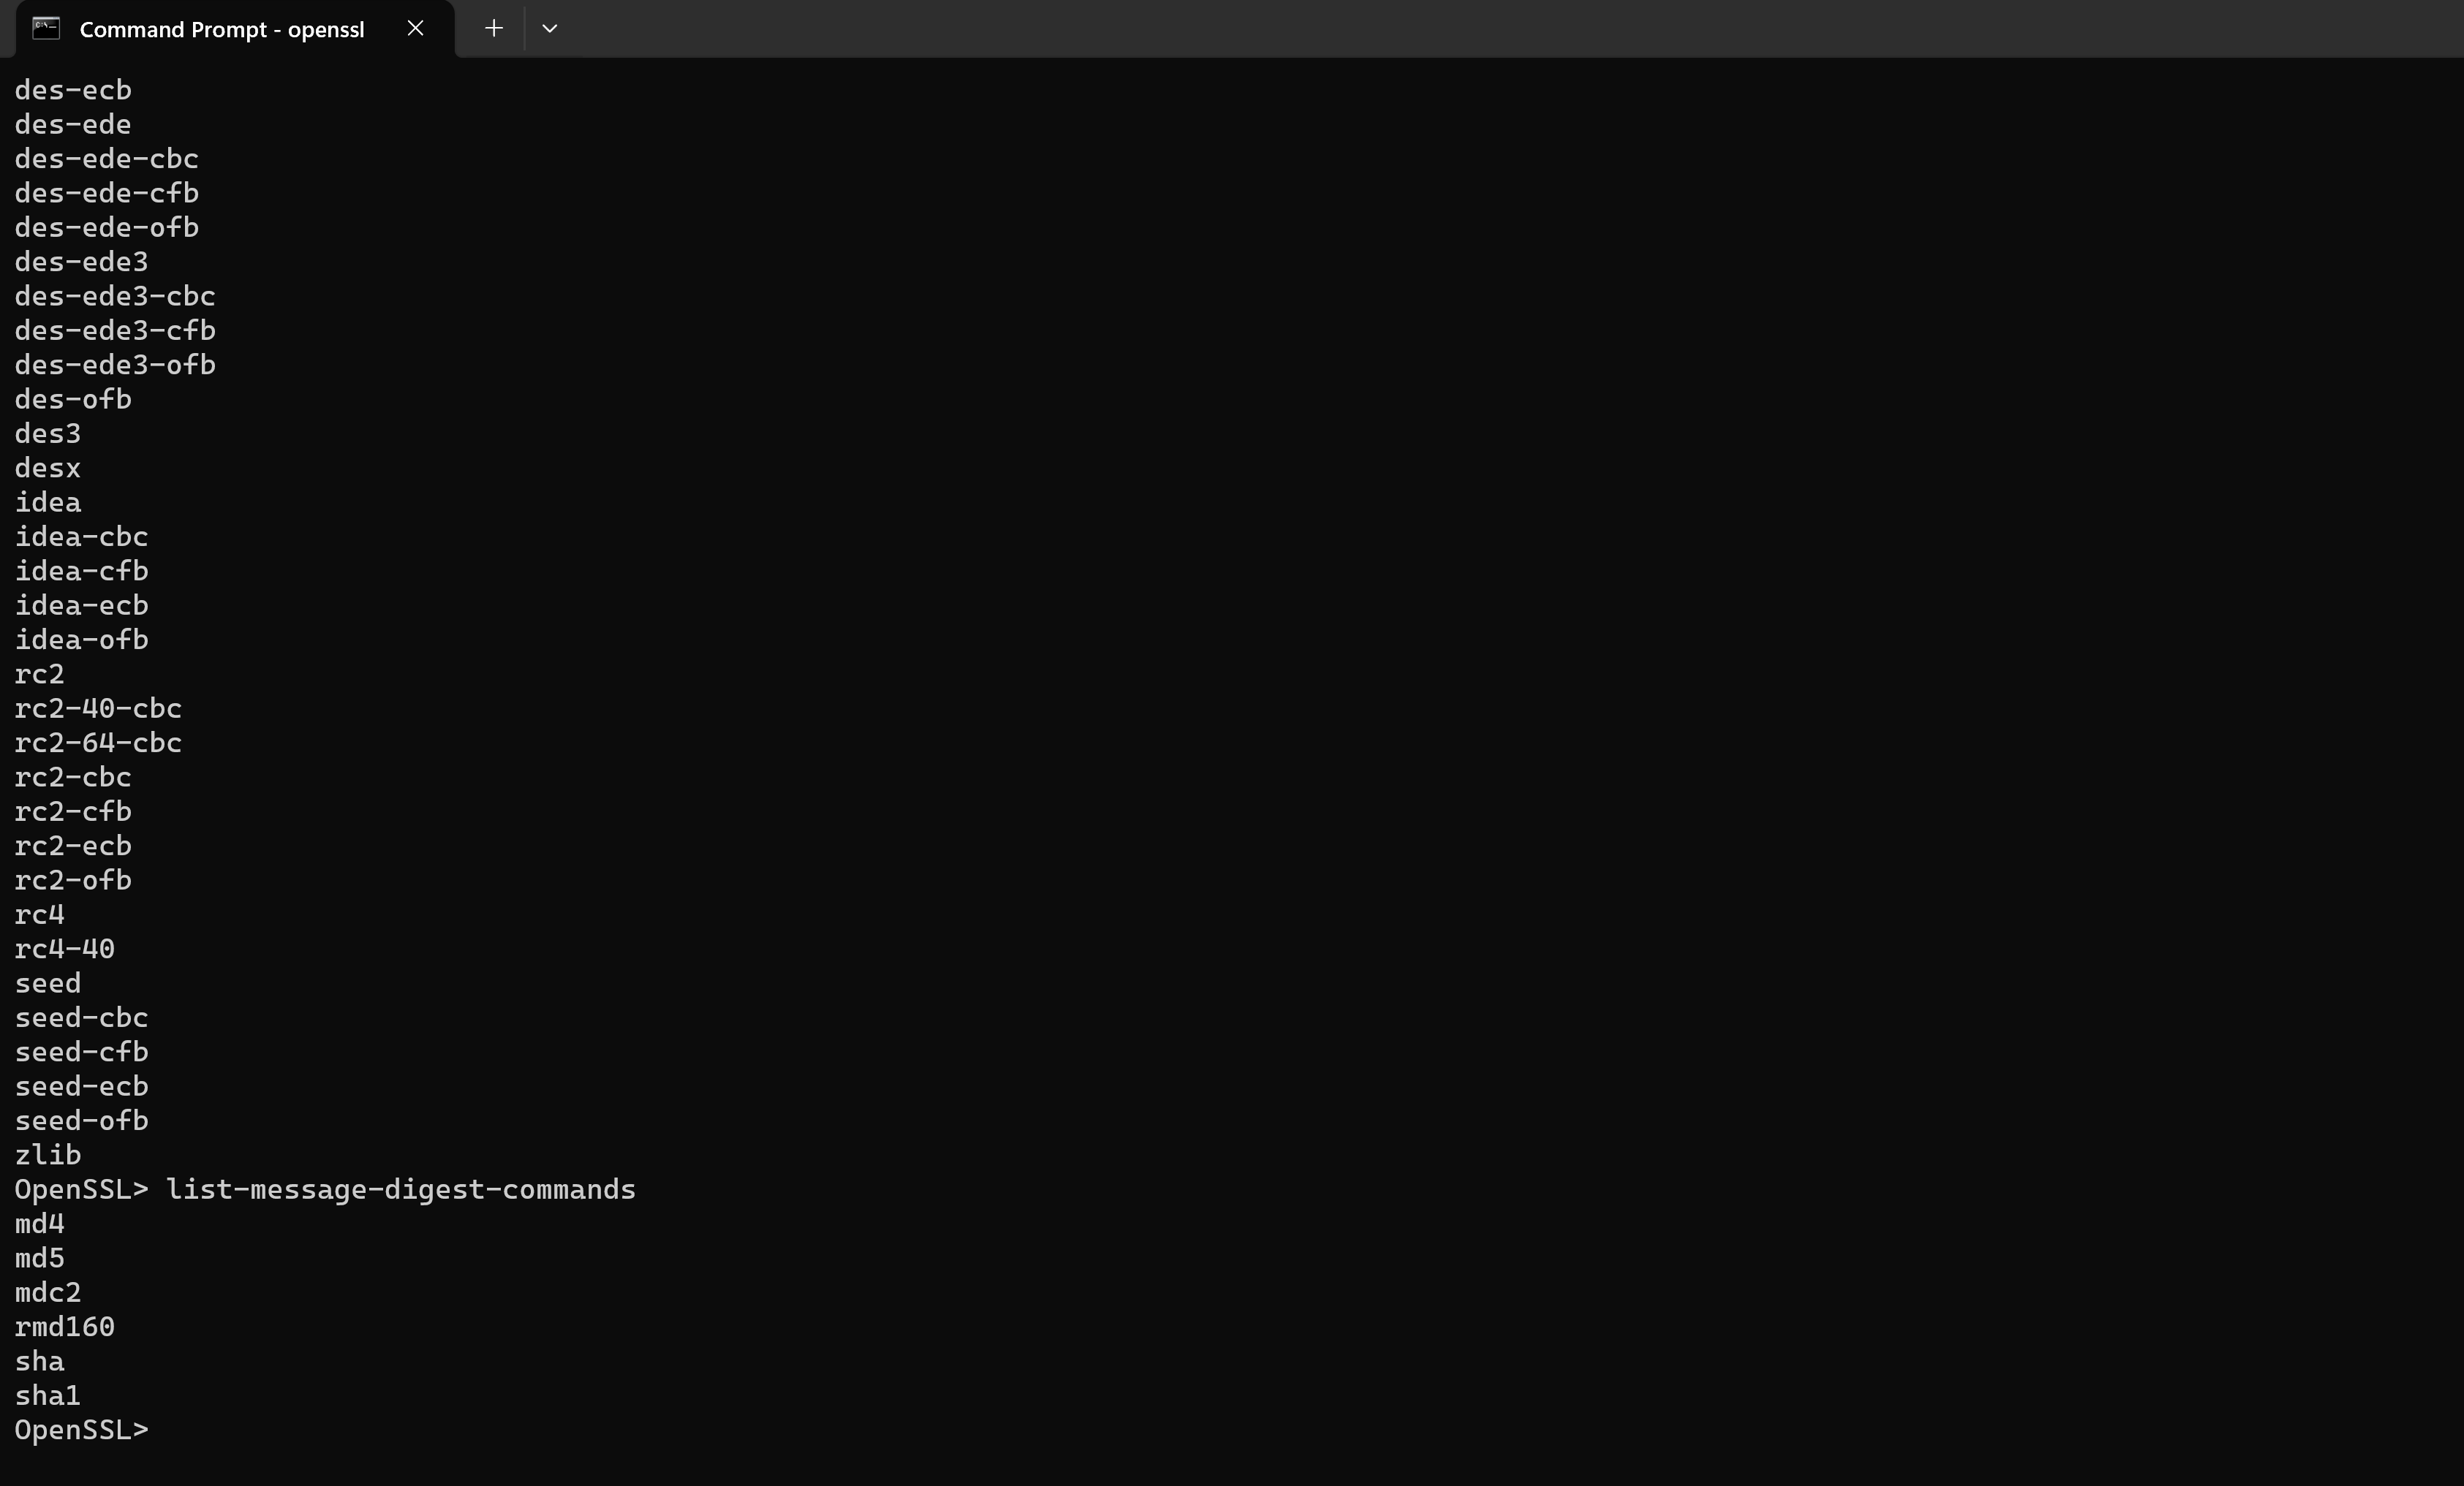 Command Prompt - openssl
des-ecb
des-ede
des-ede-cbc
des-ede-cfb
des-ede-ofb
des-ede3
des-ede3-cbc
des-ede3-cfb
des-ede3-ofb
des-ofb
des3
desx
idea
idea-cbc
idea-cfb
idea-ecb
idea-ofb
rc2
rc2-40-cbc
rc2-64-cbc
rc2-cbc
rc2-cfb
rc2-ecb
rc2-ofb
rc4
rc4-40
seed
seed-cbc
seed-cfb
seed-ecb
seed-ofb
zlib
OpenSSL> list-message-digest-commands
md4
md5
mdc2
rmd160
sha
sha1
OpenSSL>